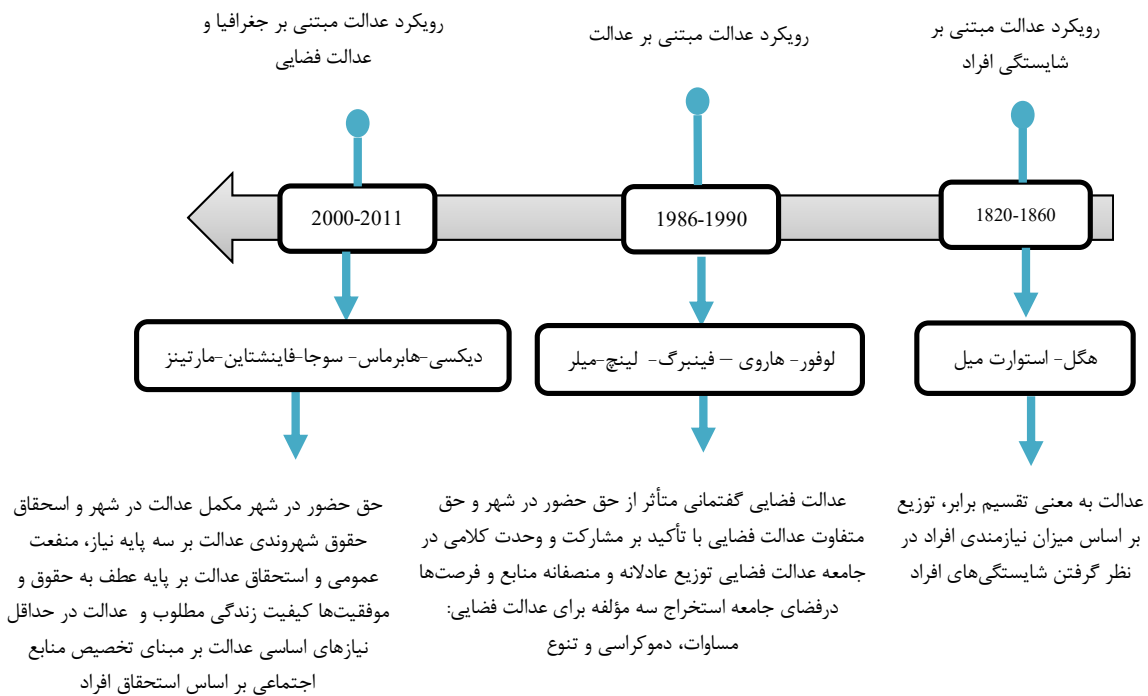 رویکرد عدالت مبتنی بر
شایستگی افراد
رویکرد عدالت مبتنی بر عدالت
رویکرد عدالت مبتنی بر جغرافیا و
عدالت فضایی
1820-1860
1986-1990
2000-2011
هگل- استوارت میل
لوفور- هاروی – فینبرگ- لینچ-میلر
دیکسی-هابرماس- سوجا-فاینشتاین-مارتینز
عدالت به معنی تقسیم برابر، توزیع
بر اساس میزان نیازمندی افراد در
نظر گرفتن شایستگی‌های افراد
عدالت فضایی گفتمانی متأثر از حق حضور در شهر و حق
متفاوت عدالت فضایی با تأکید بر مشارکت و وحدت کلامی در
جامعه عدالت فضایی توزیع عادلانه و منصفانه منابع و فرصت‌ها
درفضای جامعه استخراج سه مؤلفه برای عدالت فضایی:
مساوات، دموکراسی و تنوع
حق حضور در شهر مکمل عدالت در شهر و اسحقاق
حقوق شهروندی عدالت بر سه پایه نیاز، منفعت
عمومی و استحقاق عدالت بر پایه عطف به حقوق و
موفقیت‌ها کیفیت زندگی مطلوب و عدالت در حداقل
نیازهای اساسی عدالت بر مبنای تخصیص منابع
اجتماعی بر اساس استحقاق افراد